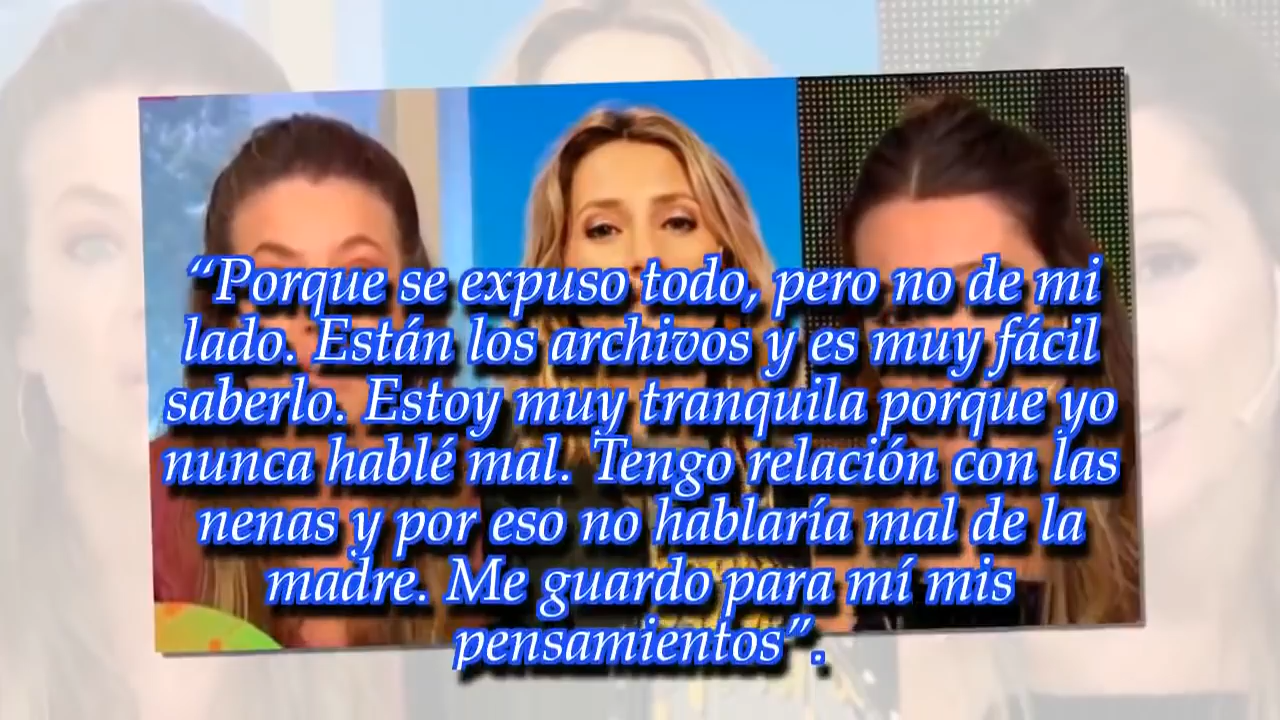 “Porque se expuso todo, pero no de mi
lado. Están los archivos y es muy fácil
saberlo. Estoy muy tranquila porque yo
nunca hablé mal. Tengo relación con las
nenas y por eso no hablaría mal de la
madre. Me guardo para mí mis
pensamientos”.